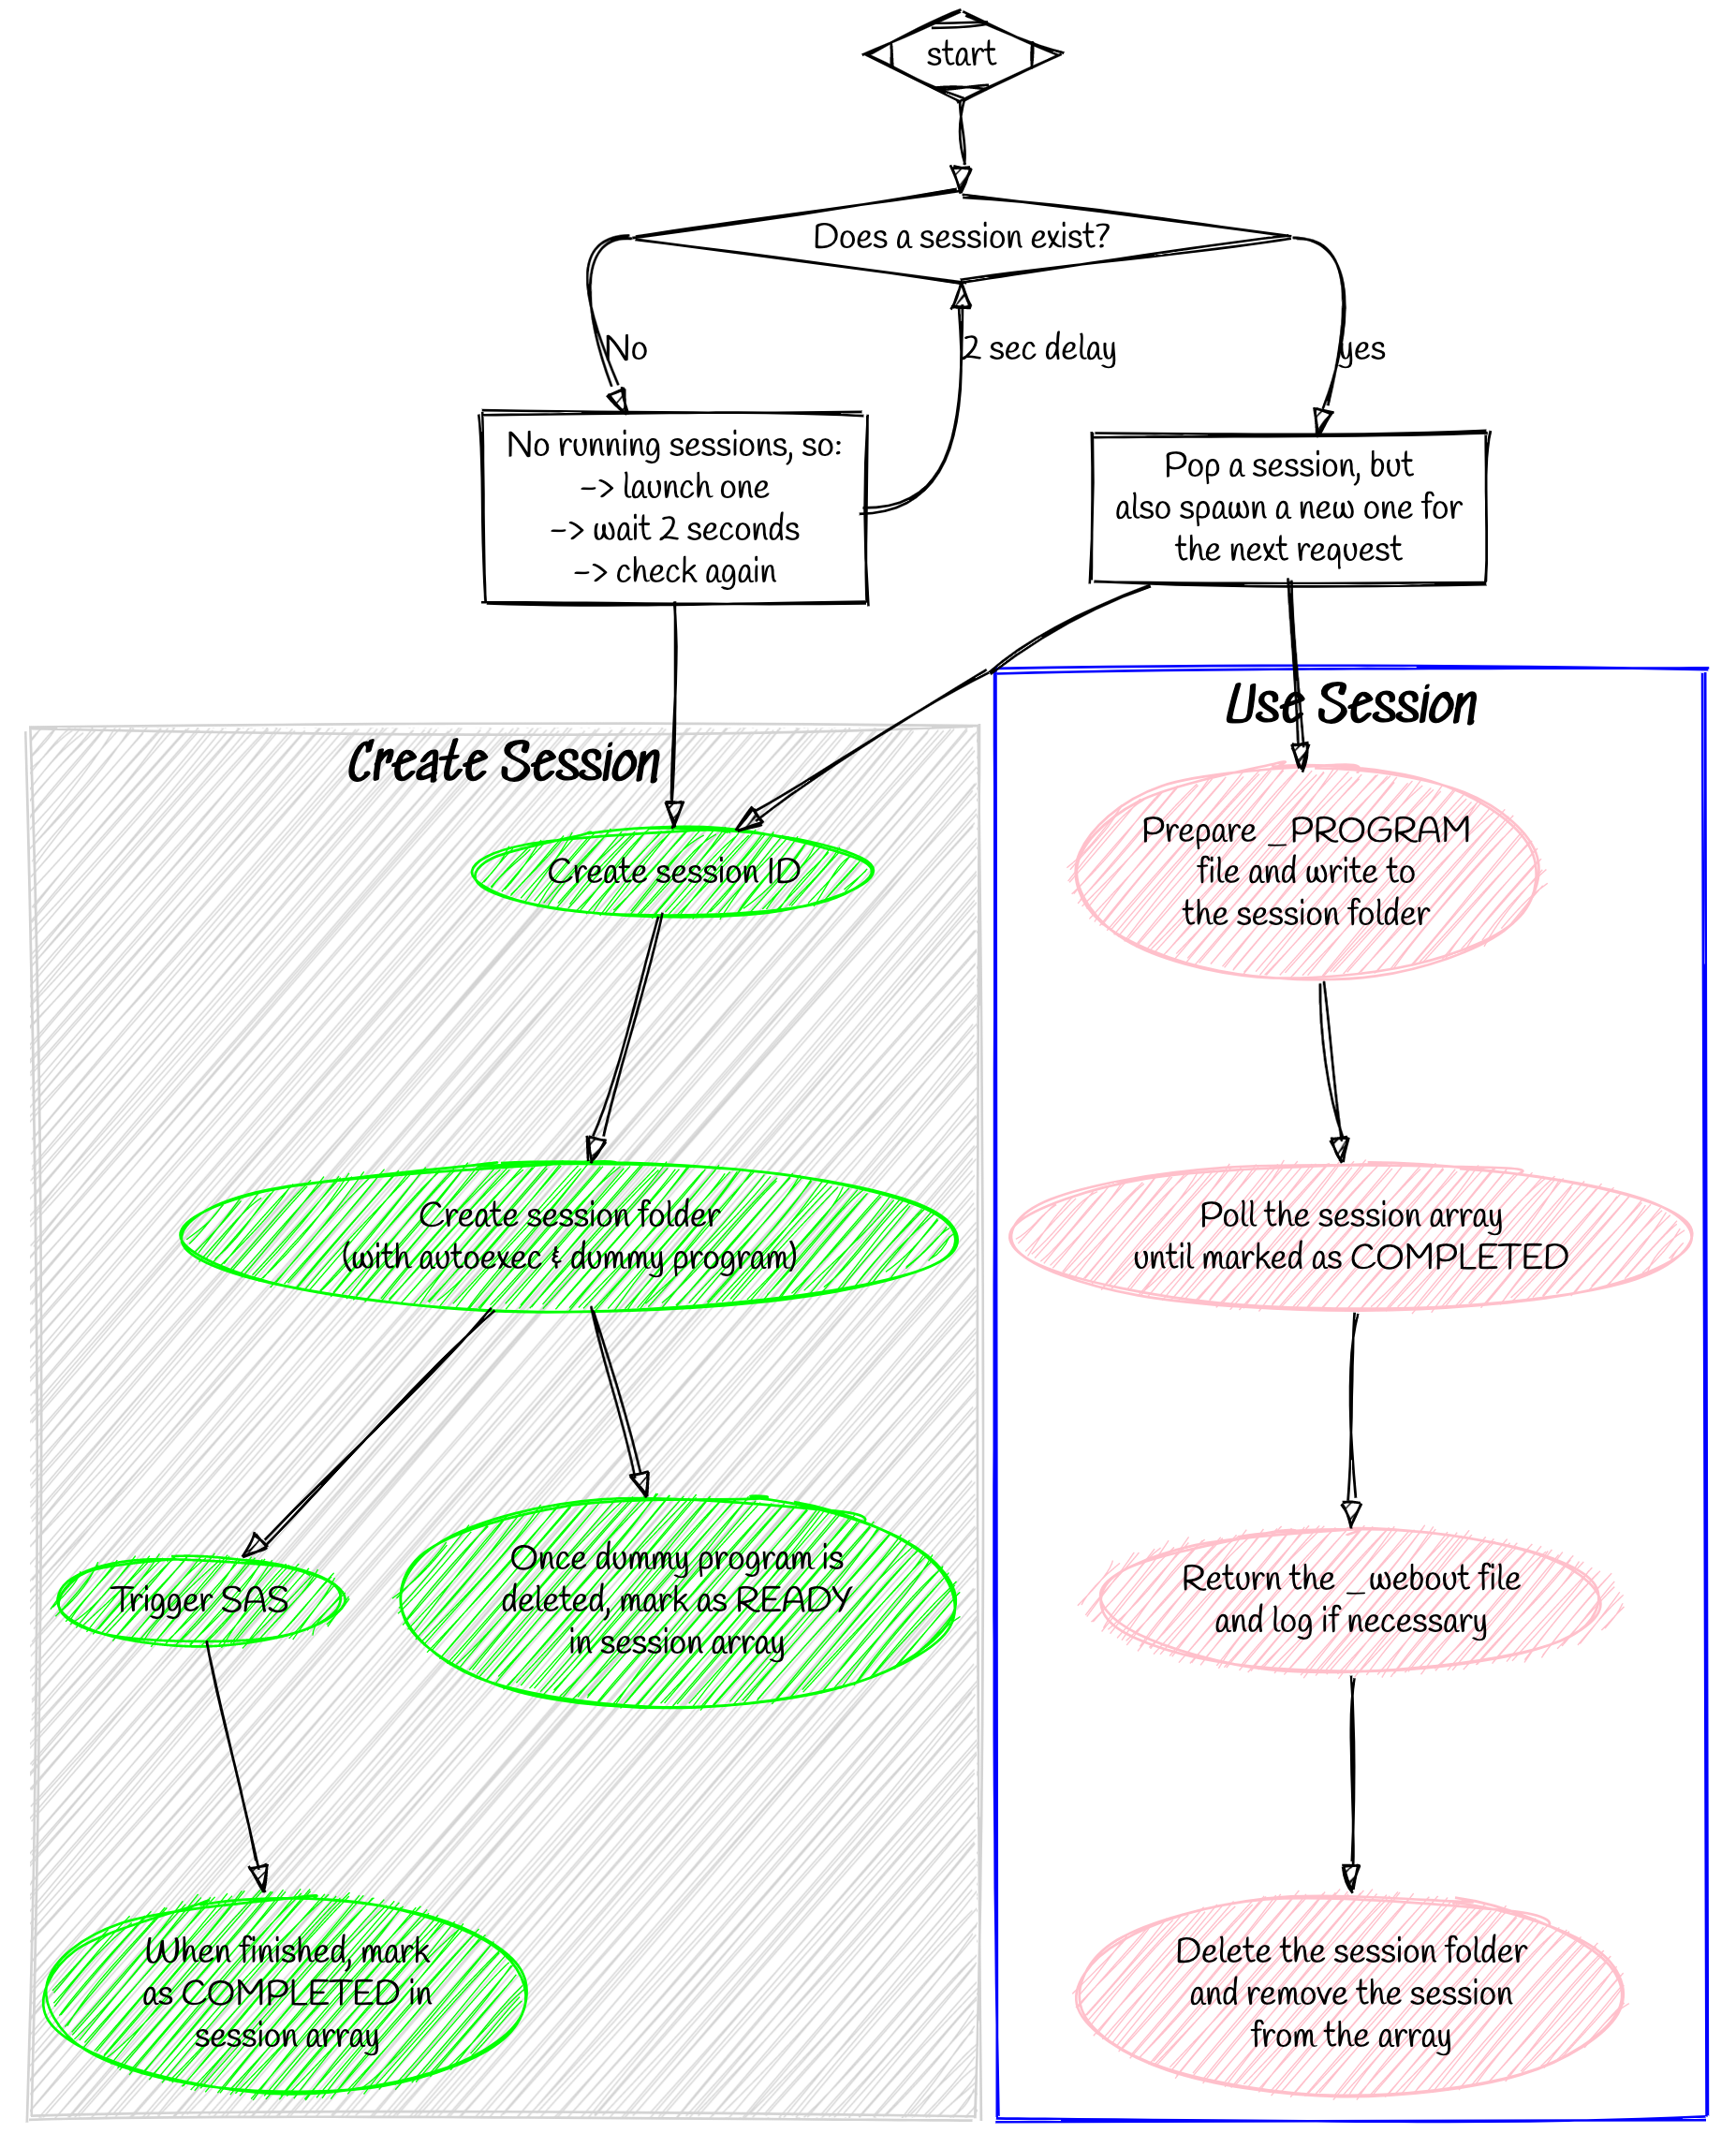 start
Does a session exist?
No
2 sec delay
yes
No running sessions, so:
-> launch one
-> wait 2 seconds
-> check again
Pop a session, but
also spawn a new one for
the next request
Use Session
Create Session
Create session ID
Prepare _PROGRAM
file and write to
the session folder
Create session folder
(with autoexec & dummy program)
Poll the session array
until marked as COMPLETED
Trigger SAS
Once dummy program is
deleted, mark as READY
in session array
Return the _webout file
and log if necessary
When finished, mark
as COMPLETED in
session array
Delete the session folder
and remove the session
from the array